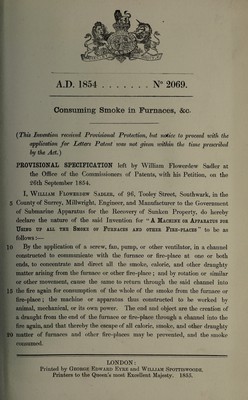 A.D. 1854 . . . . . . . Nº 2069.
Consuming Smoke in Furnaces, &c.
(This Invention received Provisional Protection, but notice to proceed with the
application for Letters Patent was not given within the time prescribed
by the Act.)
PROVISIONAL SPECIFICATION left by William Flowerslew Sadler at
the Office of the Commissioners of Patents, with his Petition, on the
26th September 1854.
I, WILLIAM FLOWERSLEW SADLER, of 96, Tooley Street, Southwark, in the
5 County of Surrey, Millwright, Engineer, and Manufacturer to the Government
of Submarine Apparatus for the Recovery of Sunken Property, do hereby
declare the nature of the said Invention for "A MACHINE OR APPARATUS FOR
USING UP ALL THE SMOKE OF FURNACES AND OTHER FIRE-PLACES" to be as
follows:—
10 By the application of a screw, fan, pump, or other ventilator, in a channel
constructed to communicate with the furnace or fire-place at one or both
ends, to concentrate and direct all the smoke, caloric, and other draughty
matter arising from the furnace or other fire-place; and by rotation or similar
or other movement, cause the same to return through the said channel into
15 the fire again for consumption of the whole of the smoke from the furnace or
fire-place; the machine or apparatus thus constructed to be worked by
animal, mechanical, or its own power. The end and object are the creation of
a draught from the end of the furnace or fire-place through a channel into the
fire again, and that thereby the escape of all caloric, smoke, and other draughty
20 matter of furnaces and other fire-places may be prevented, and the smoke
consumed.
LONDON:
Printed by GEORGE EDWARD EYRE and WILLIAM SPOTTISWOODE,
Printers to the Queen's most Excellent Majesty. 1855.